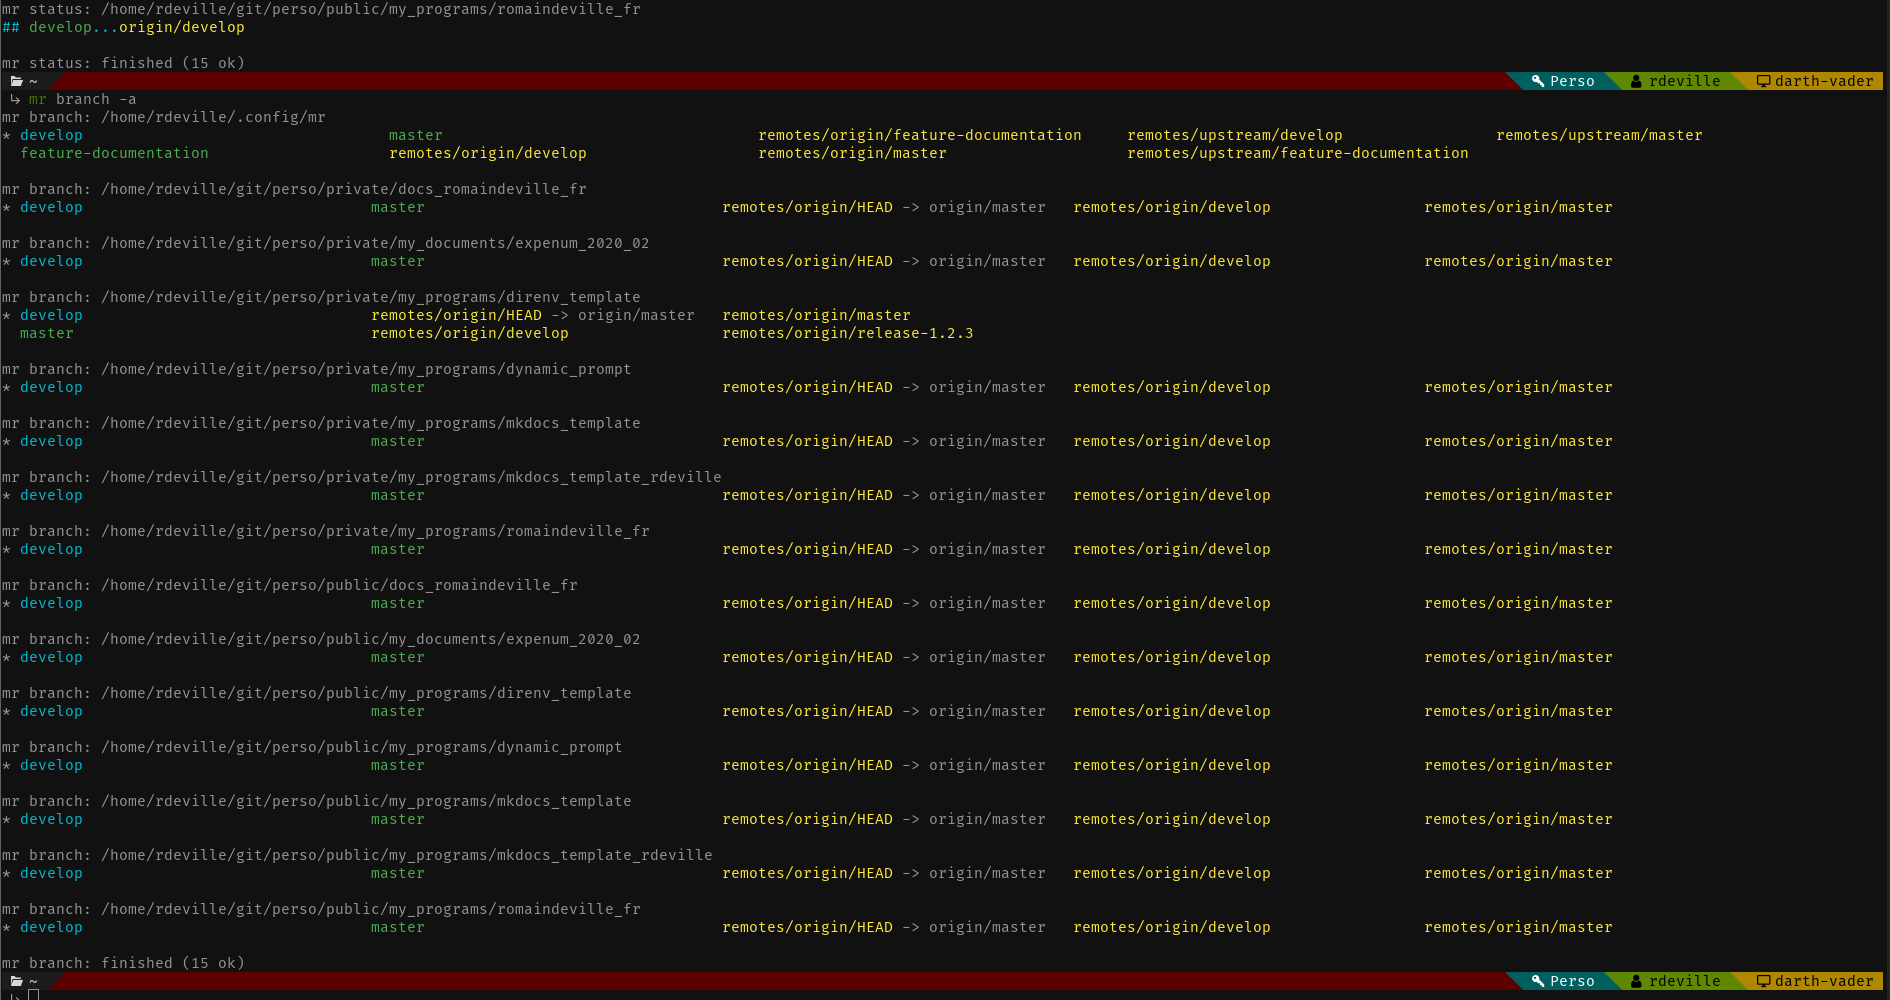 mr status: /home/rdeville/git/perso/public/my_programs/romaindeville_fr
## develop...origin/develop
mr status: finished (15 ok)
~ Perso rdeville darth-vader
↳ mr branch -a
mr branch: /home/rdeville/.config/mr
* develop master remotes/origin/feature-documentation remotes/upstream/develop remotes/upstream/master
feature-documentation remotes/origin/develop remotes/origin/master remotes/upstream/feature-documentation
mr branch: /home/rdeville/git/perso/private/docs_romaindeville_fr
* develop master remotes/origin/HEAD -> origin/master remotes/origin/develop remotes/origin/master
mr branch: /home/rdeville/git/perso/private/my_documents/expenum_2020_02
* develop master remotes/origin/HEAD -> origin/master remotes/origin/develop remotes/origin/master
mr branch: /home/rdeville/git/perso/private/my_programs/direnv_template
* develop remotes/origin/HEAD -> origin/master remotes/origin/master
master remotes/origin/develop remotes/origin/release-1.2.3
mr branch: /home/rdeville/git/perso/private/my_programs/dynamic_prompt
* develop master remotes/origin/HEAD -> origin/master remotes/origin/develop remotes/origin/master
mr branch: /home/rdeville/git/perso/private/my_programs/mkdocs_template
* develop master remotes/origin/HEAD -> origin/master remotes/origin/develop remotes/origin/master
mr branch: /home/rdeville/git/perso/private/my_programs/mkdocs_template_rdeville
* develop master remotes/origin/HEAD -> origin/master remotes/origin/develop remotes/origin/master
mr branch: /home/rdeville/git/perso/private/my_programs/romaindeville_fr
* develop master remotes/origin/HEAD -> origin/master remotes/origin/develop remotes/origin/master
mr branch: /home/rdeville/git/perso/public/docs_romaindeville_fr
* develop master remotes/origin/HEAD -> origin/master remotes/origin/develop remotes/origin/master
mr branch: /home/rdeville/git/perso/public/my_documents/expenum_2020_02
* develop master remotes/origin/HEAD -> origin/master remotes/origin/develop remotes/origin/master
mr branch: /home/rdeville/git/perso/public/my_programs/direnv_template
* develop master remotes/origin/HEAD -> origin/master remotes/origin/develop remotes/origin/master
mr branch: /home/rdeville/git/perso/public/my_programs/dynamic_prompt
* develop master remotes/origin/HEAD -> origin/master remotes/origin/develop remotes/origin/master
mr branch: /home/rdeville/git/perso/public/my_programs/mkdocs_template
* develop master remotes/origin/HEAD -> origin/master remotes/origin/develop remotes/origin/master
mr branch: /home/rdeville/git/perso/public/my_programs/mkdocs_template_rdeville
* develop master remotes/origin/HEAD -> origin/master remotes/origin/develop remotes/origin/master
mr branch: /home/rdeville/git/perso/public/my_programs/romaindeville_fr
* develop master remotes/origin/HEAD -> origin/master remotes/origin/develop remotes/origin/master
mr branch: finished (15 ok)
~ Perso rdeville darth-vader
↳